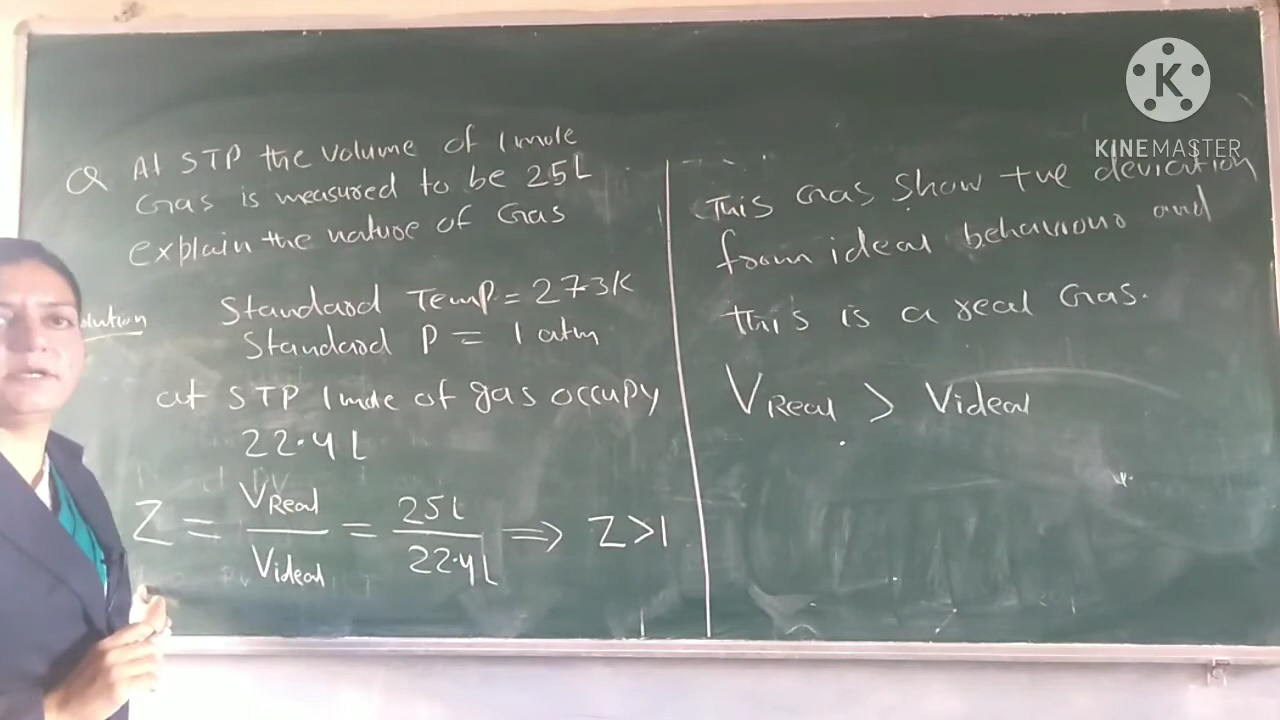 Q At STP the volume of 1 mole
Gas is measured to be 25L
explain the nature of Gas
olution
Standard Temp = 273K
Standard P = 1 atm
at STP 1 mole of gas occupy
22.4 L
Z = VReal / Videal = 25L / 22.4L ⇒ Z>1
This Gas show +ve deviation
from ideal behaviour and
this is a real Gas.
VReal > Videal
K
KINEMASTER